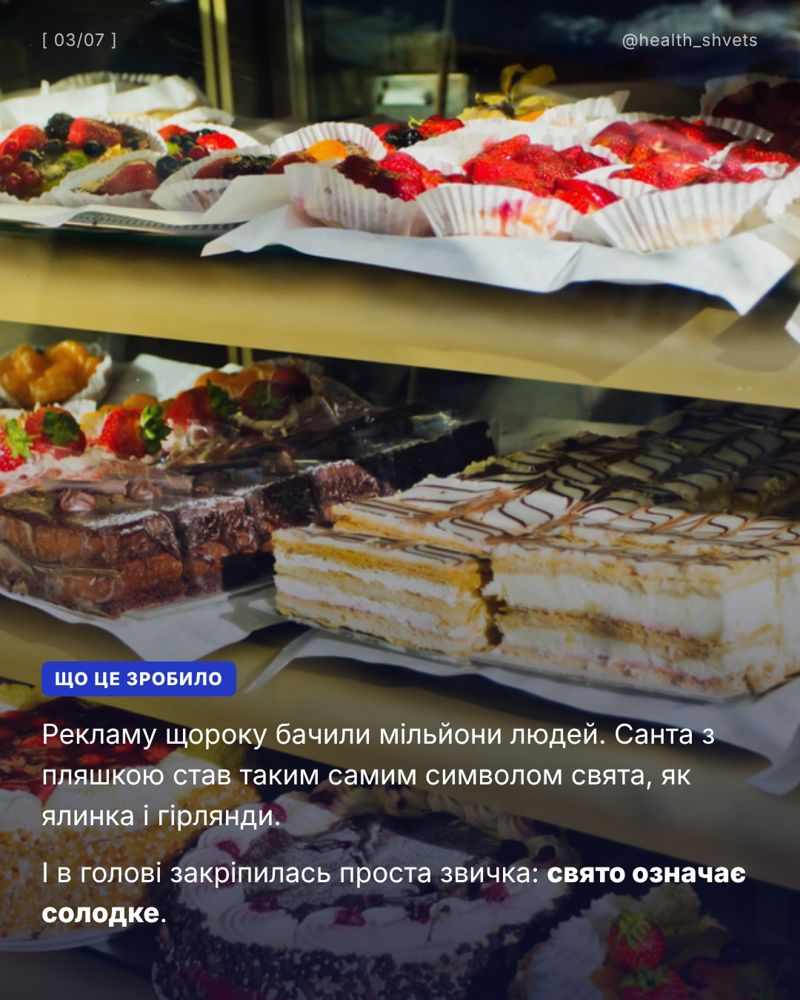 [ 03/07 ]
@health_shvets
ЩО ЦЕ ЗРОБИЛО
Рекламу щороку бачили мільйони людей. Санта з
пляшкою став таким самим символом свята, як
ялинка і гірлянди.
І в голові закріпилась проста звичка: свято означає
солодке.